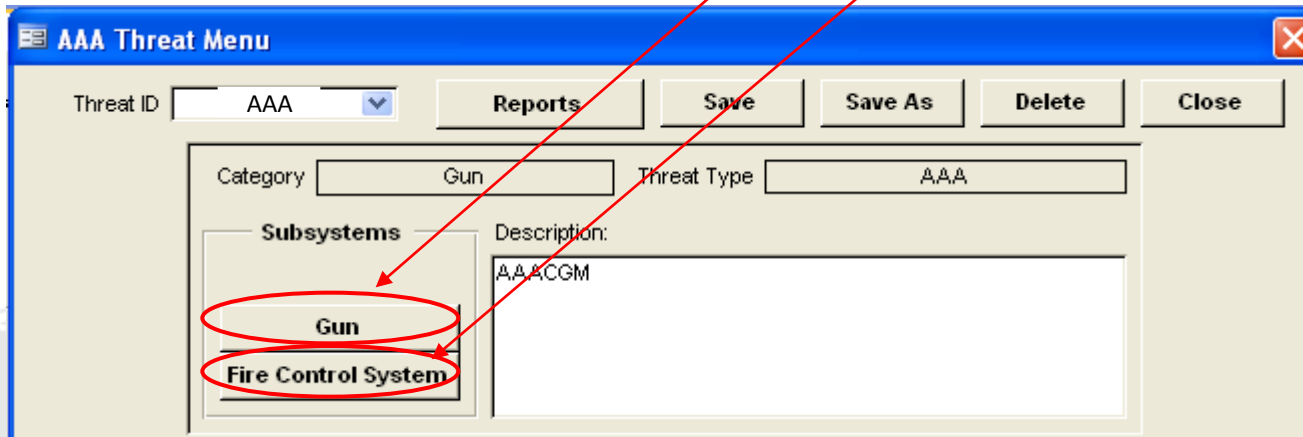 AAA Threat Menu
Threat ID AAA Reports Save Save As Delete Close
Category Gun Threat Type AAA
Subsystems Description:
AAACGM
Gun
Fire Control System